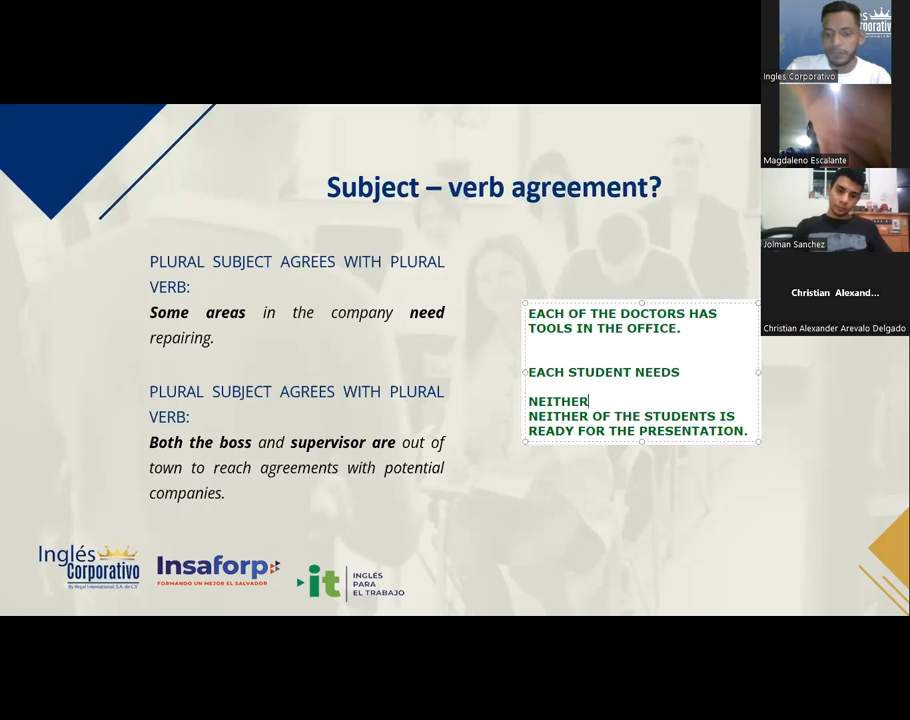 Subject – verb agreement?
PLURAL SUBJECT AGREES WITH PLURAL
VERB:
Some areas in the company need
repairing.
PLURAL SUBJECT AGREES WITH PLURAL
VERB:
Both the boss and supervisor are out of
town to reach agreements with potential
companies.
EACH OF THE DOCTORS HAS
TOOLS IN THE OFFICE.
EACH STUDENT NEEDS
NEITHER
NEITHER OF THE STUDENTS IS
READY FOR THE PRESENTATION.
Inglés
Corporativo
By Regal International, S.A. de C.V
Insaforp
FORMANDO UN MEJOR EL SALVADOR
it
INGLÉS
PARA
EL TRABAJO
Ingles Corporativo
Magdaleno Escalante
Jolman Sanchez
Christian Alexand...
Christian Alexander Arevalo Delgado